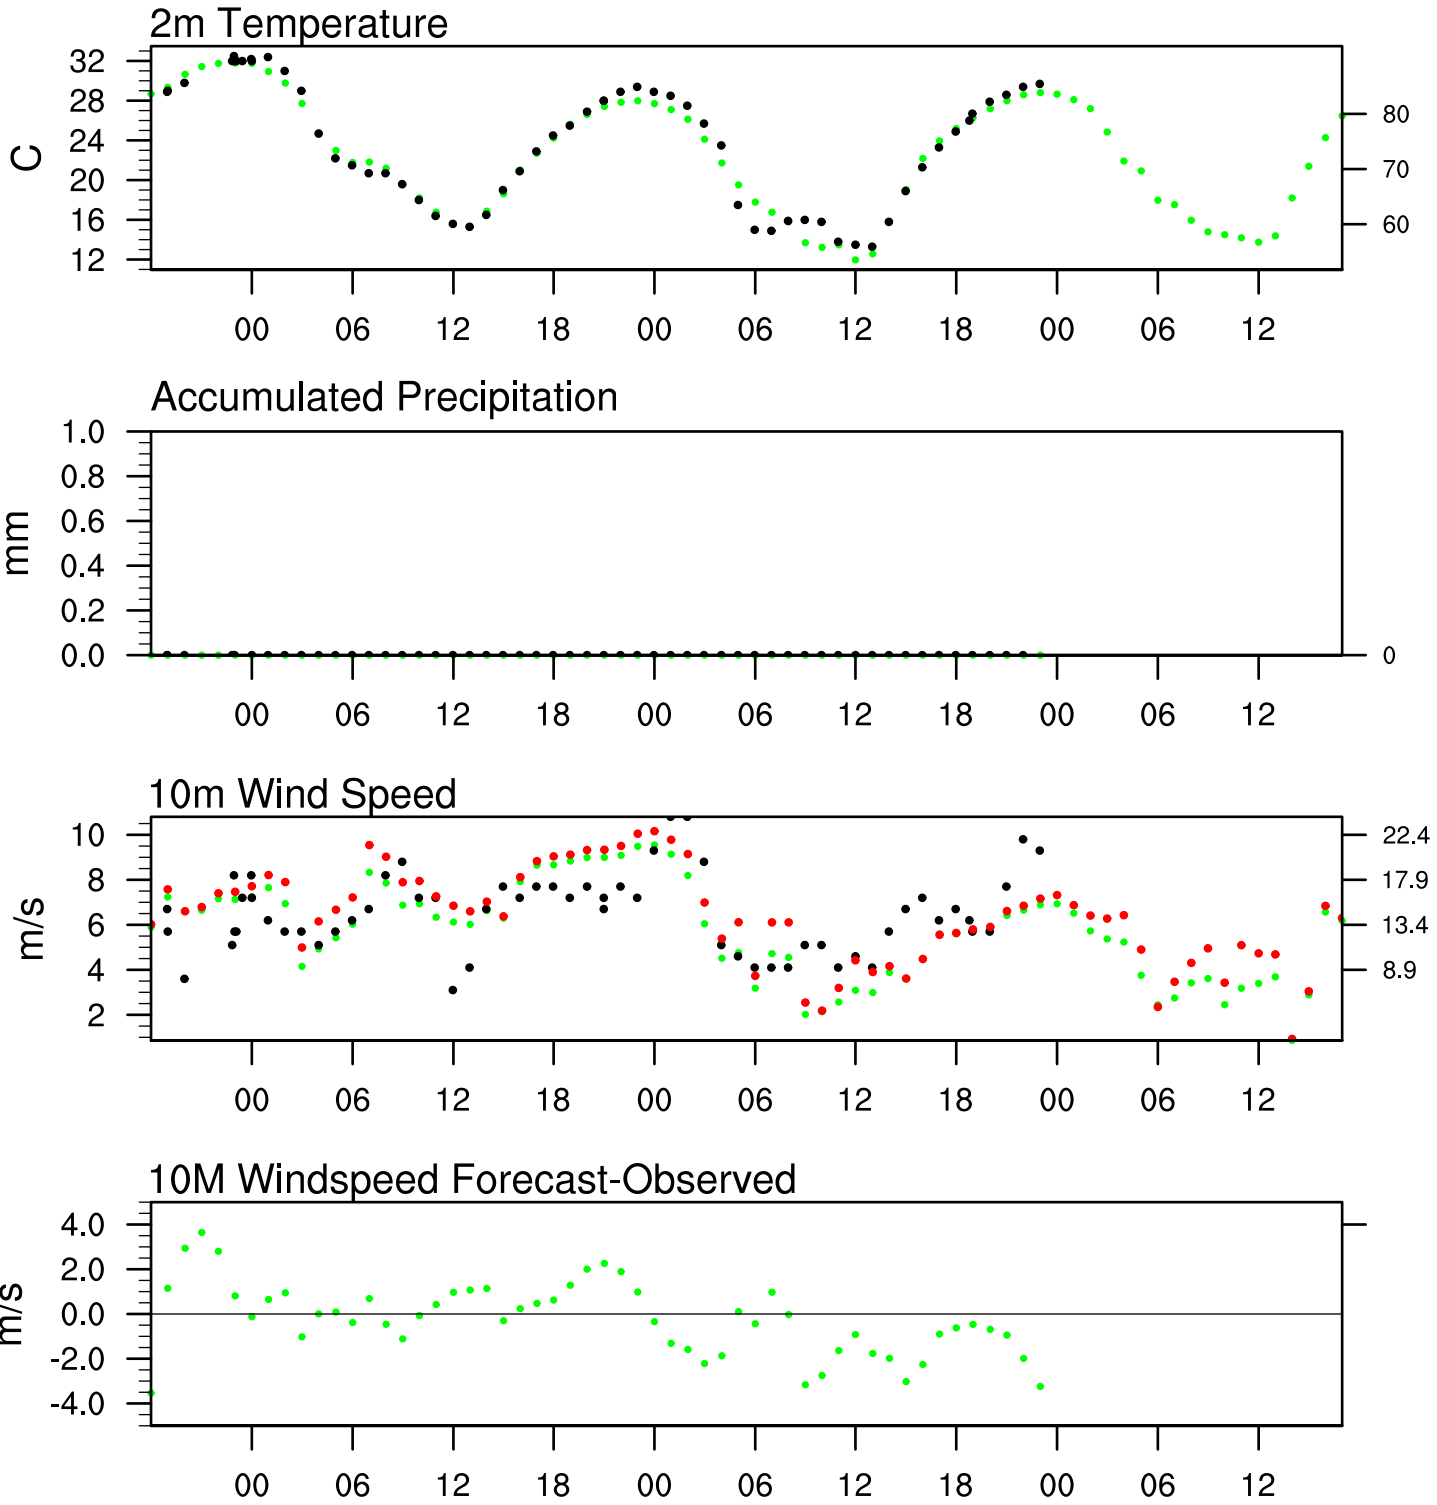 2m Temperature
32
28
24
20
16
12
C
80
70
60
00 06 12 18 00 06 12 18 00 06 12
Accumulated Precipitation
1.0
0.8
0.6
0.4
0.2
0.0
mm
0
00 06 12 18 00 06 12 18 00 06 12
10m Wind Speed
10
8
6
4
2
m/s
22.4
17.9
13.4
8.9
00 06 12 18 00 06 12 18 00 06 12
10M Windspeed Forecast-Observed
4.0
2.0
0.0
-2.0
-4.0
m/s
00 06 12 18 00 06 12 18 00 06 12